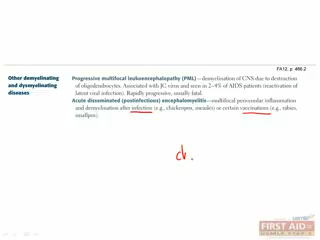 FA12, p 466.2
Other demyelinating
and dysmyelinating
diseases
Progressive multifocal leukoencephalopathy (PML)—demyelination of CNS due to destruction
of oligodendrocytes. Associated with JC virus and seen in 2–4% of AIDS patients (reactivation of
latent viral infection). Rapidly progressive, usually fatal.
Acute disseminated (postinfectious) encephalomyelitis—multifocal perivenular inflammation
and demyelination after infection (e.g., chickenpox, measles) or certain vaccinations (e.g., rabies,
smallpox).
FIRST AID